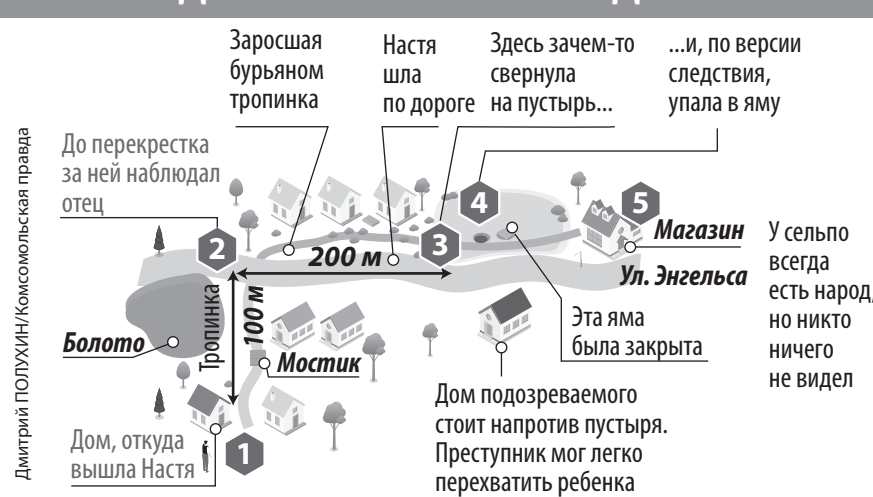 Заросшая
бурьяном
тропинка
Настя
шла
по дороге
Здесь зачем-то
свернула
на пустырь...
...и, по версии
следствия,
упала в яму
До перекрестка
за ней наблюдал
отец
2
3
4
5
200 м
Магазин
Ул. Энгельса
У сельпо
всегда
есть народ,
но никто
ничего
не видел
Болото
Тропинка
100 м
Мостик
Эта яма
была закрыта
Дом подозреваемого
стоит напротив пустыря.
Преступник мог легко
перехватить ребенка
Дом, откуда
вышла Настя
1
Дмитрий ПОЛУХИН/Комсомольская правда